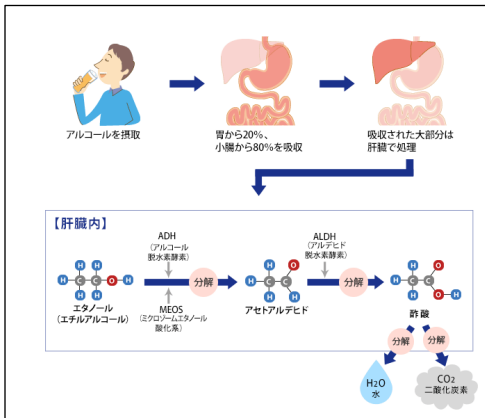 アルコールを摂取
胃から20%、
小腸から80%を吸収
吸収された大部分は
肝臓で処理
【肝臓内】
ADH
(アルコール
脱水素酵素)
分解
MEOS
(ミクロゾームエタノール
酸化系)
ALDH
(アルデヒド
脱水素酵素)
分解
H
H
H
C
C
O
H
H
H
エタノール
(エチルアルコール)
H
H
C
C
O
H
H
アセトアルデヒド
H
H
C
C
O
O
H
H
酢酸
分解
分解
H2O
水
CO2
二酸化炭素